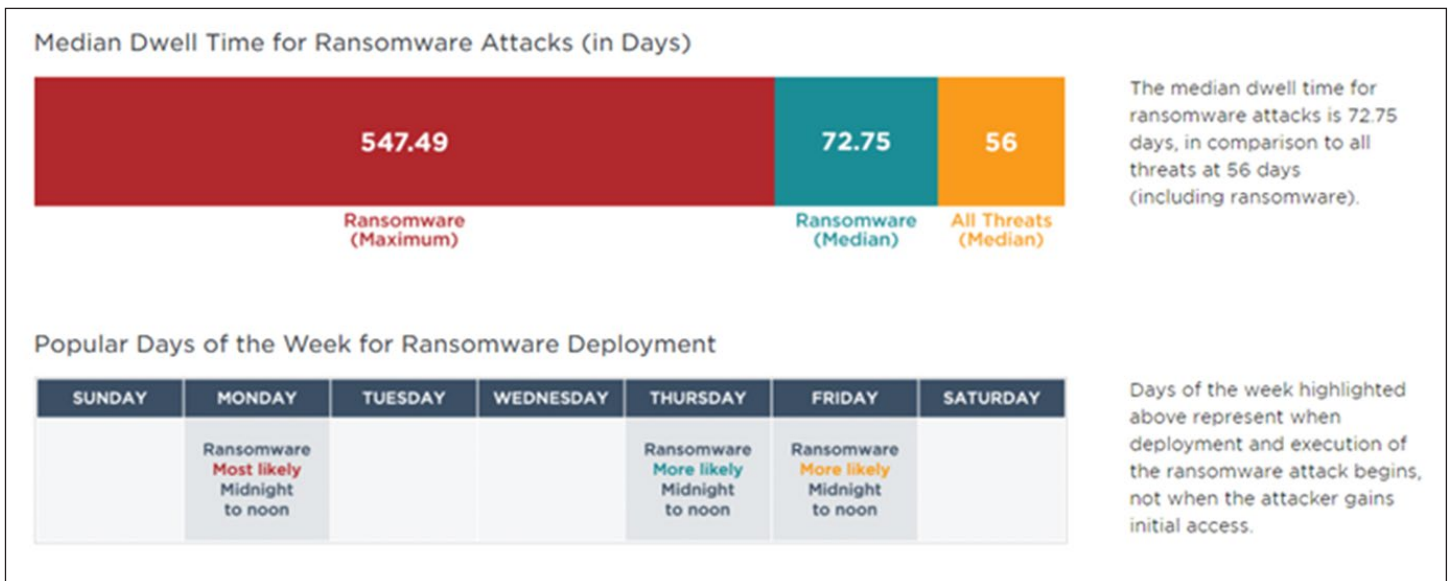 Median Dwell Time for Ransomware Attacks (in Days)
547.49
72.75
56
Ransomware
(Maximum)
Ransomware
(Median)
All Threats
(Median)
The median dwell time for
ransomware attacks is 72.75
days, in comparison to all
threats at 56 days
(including ransomware).
Popular Days of the Week for Ransomware Deployment
SUNDAY
MONDAY
TUESDAY
WEDNESDAY
THURSDAY
FRIDAY
SATURDAY
Ransomware
Most likely
Midnight
to noon
Ransomware
More likely
Midnight
to noon
Ransomware
More likely
Midnight
to noon
Days of the week highlighted
above represent when
deployment and execution of
the ransomware attack begins,
not when the attacker gains
initial access.